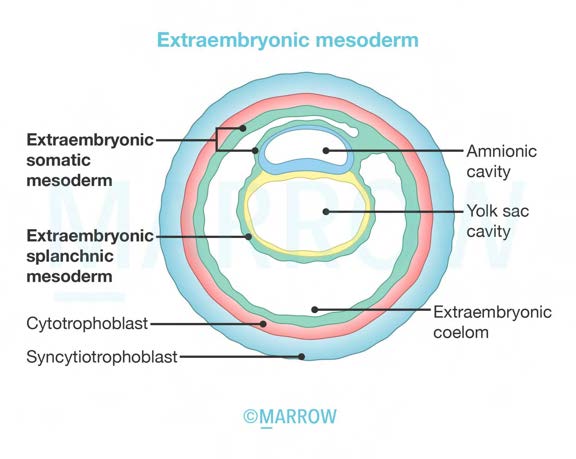 Extraembryonic mesoderm
Extraembryonic
somatic
mesoderm
Amnionic
cavity
Yolk sac
cavity
Extraembryonic
splanchnic
mesoderm
Extraembryonic
coelom
Cytotrophoblast
Syncytiotrophoblast
©MARROW
MARROW